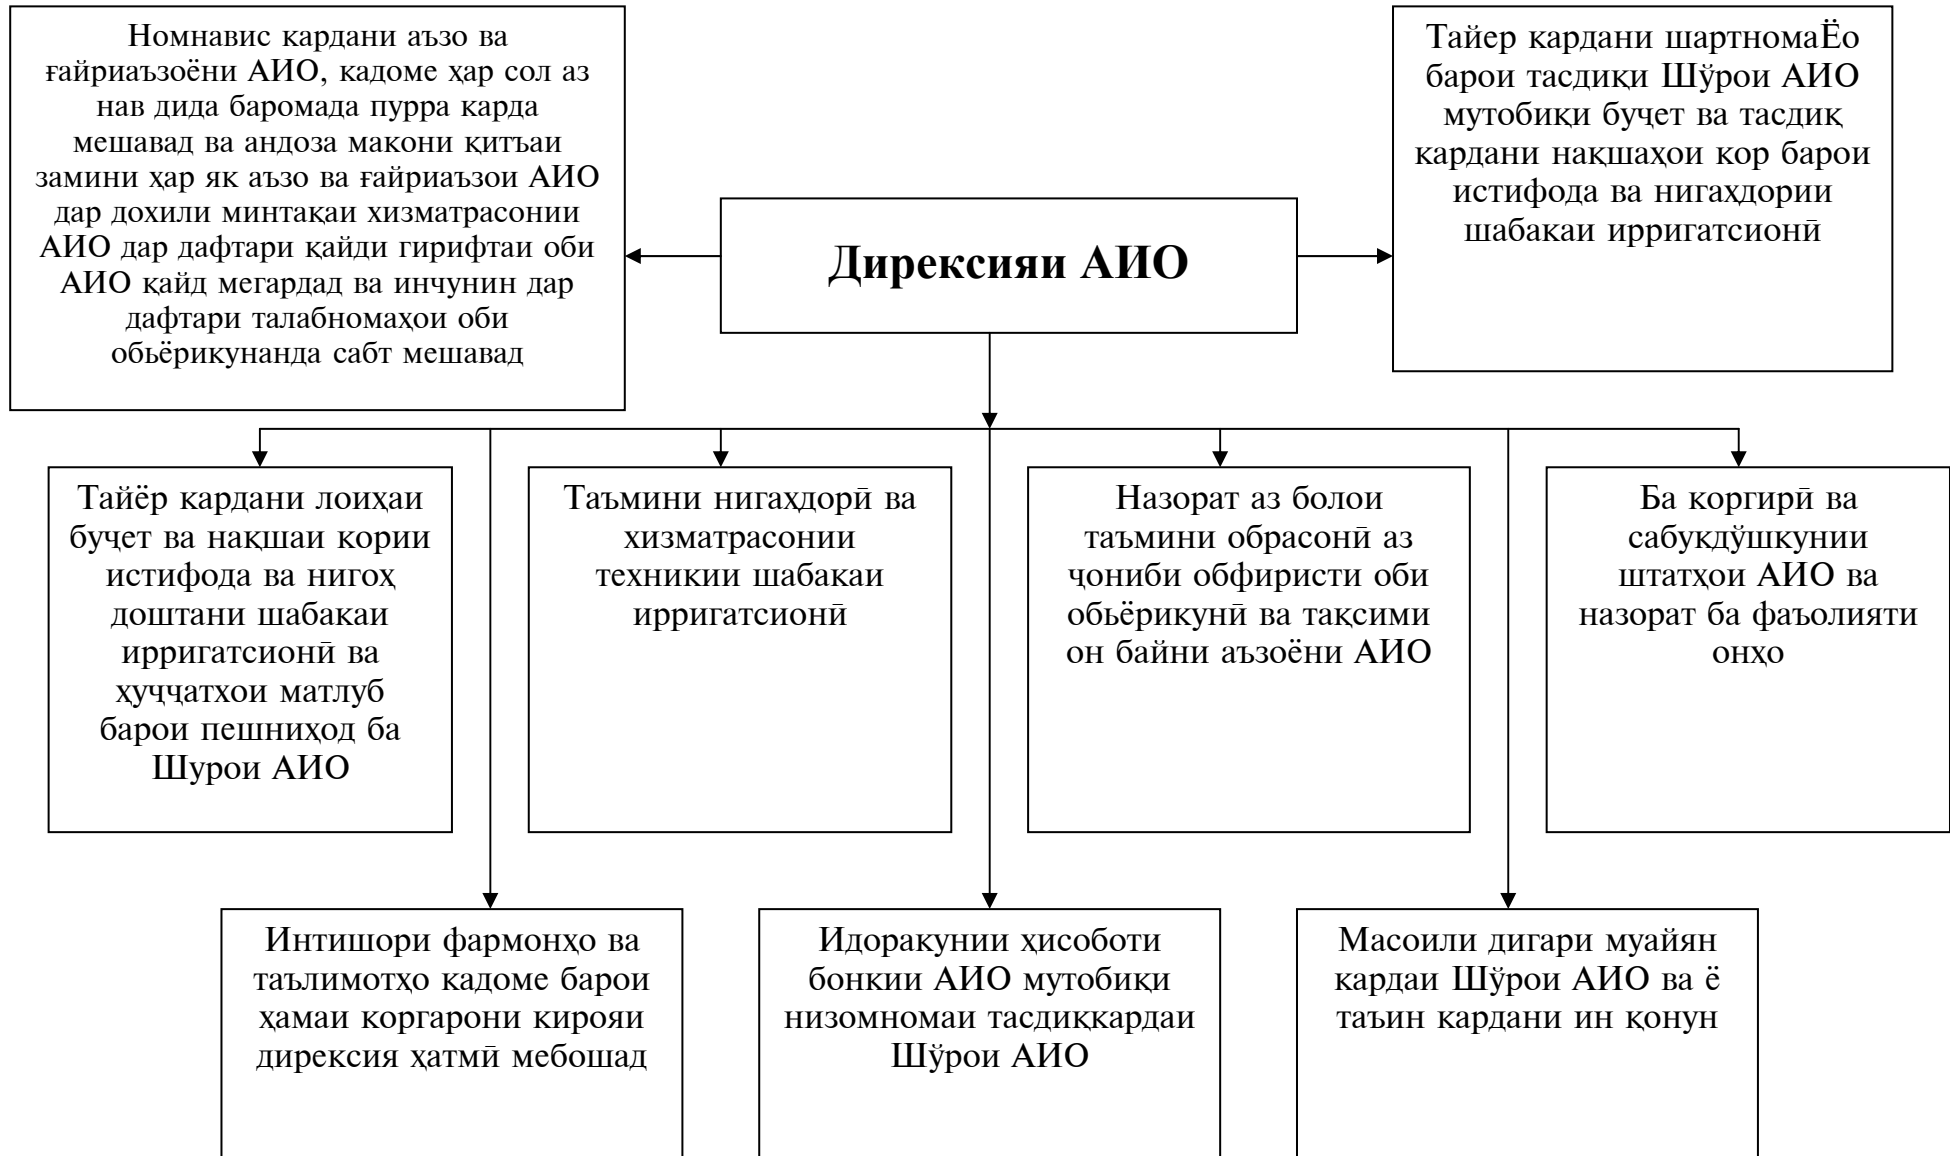 Номнавис кардани аъзо ва
ғайриаъзоёни АИО, кадоме ҳар сол аз
нав дида баромада пурра карда
мешавад ва андоза макони қитъаи
замини ҳар як аъзо ва ғайриаъзои АИО
дар дохили минтақаи хизматрасонии
АИО дар дафтари қайди гирифтаи оби
АИО қайд мегардад ва инчунин дар
дафтари талабномаҳои оби
обьёрикунанда сабт мешавад
Дирексияи АИО
Тайер кардани шартномаЁо
барои тасдиқи Шӯрои АИО
мутобиқи буҷет ва тасдиқ
кардани нақшаҳои кор барои
истифода ва нигаҳдории
шабакаи ирригатсионӣ
Тайёр кардани лоиҳаи
буҷет ва нақшаи кории
истифода ва нигоҳ
доштани шабакаи
ирригатсионӣ ва
ҳуҷҷатхои матлуб
барои пешниҳод ба
Шурои АИО
Таъмини нигаҳдорӣ ва
хизматрасонии
техникии шабакаи
ирригатсионӣ
Назорат аз болои
таъмини обрасонӣ аз
ҷониби обфиристи оби
обьёрикунӣ ва тақсими
он байни аъзоёни АИО
Ба коргирӣ ва
сабукдӯшкунии
штатҳои АИО ва
назорат ба фаъолияти
онҳо
Интишори фармонҳо ва
таълимотҳо кадоме барои
ҳамаи коргарони кирояи
дирексия ҳатмӣ мебошад
Идоракунии ҳисоботи
бонкии АИО мутобиқи
низомномаи тасдиққардаи
Шӯрои АИО
Масоили дигари муайян
кардаи Шӯрои АИО ва ё
таъин кардани ин қонун